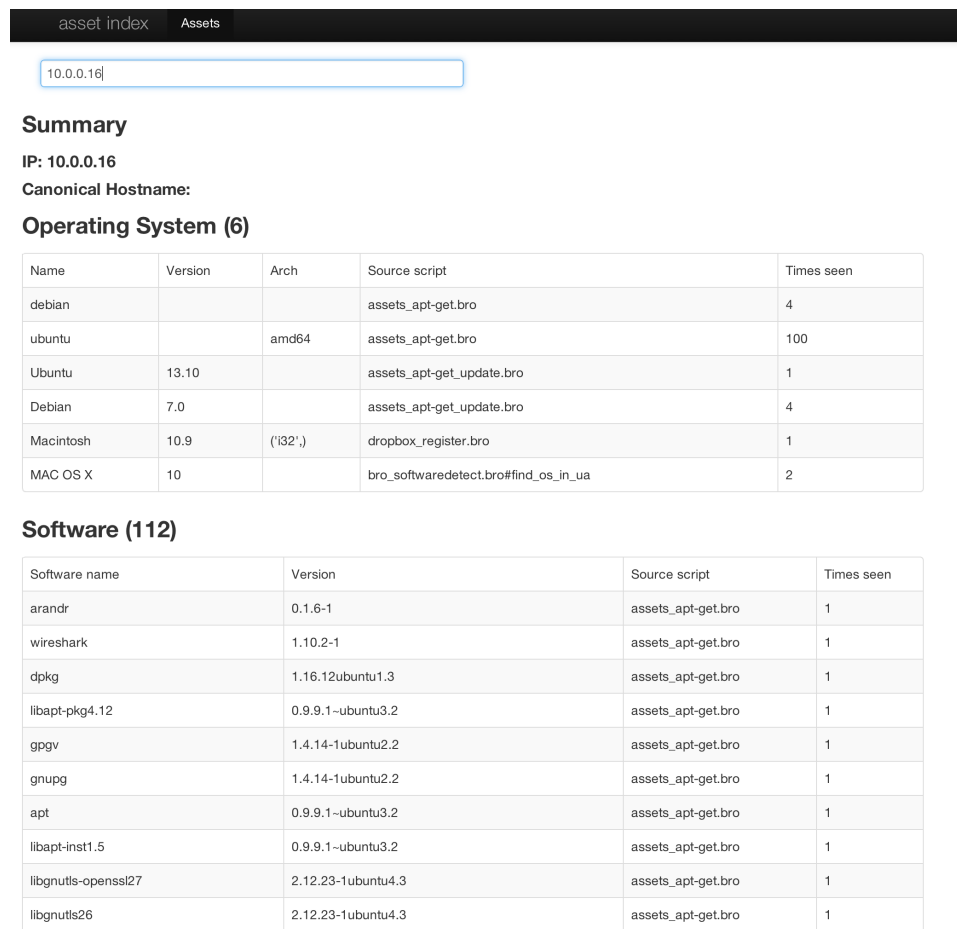 asset index Assets
10.0.0.16
Summary
IP: 10.0.0.16
Canonical Hostname:
Operating System (6)
Name Version Arch Source script Times seen
debian assets_apt-get.bro 4
ubuntu amd64 assets_apt-get.bro 100
Ubuntu 13.10 assets_apt-get_update.bro 1
Debian 7.0 assets_apt-get_update.bro 4
Macintosh 10.9 ('i32',) dropbox_register.bro 1
MAC OS X 10 bro_softwaredetect.bro#find_os_in_ua 2
Software (112)
Software name Version Source script Times seen
arandr 0.1.6-1 assets_apt-get.bro 1
wireshark 1.10.2-1 assets_apt-get.bro 1
dpkg 1.16.12ubuntu1.3 assets_apt-get.bro 1
libapt-pkg4.12 0.9.9.1~ubuntu3.2 assets_apt-get.bro 1
gpgv 1.4.14-1ubuntu2.2 assets_apt-get.bro 1
gnupg 1.4.14-1ubuntu2.2 assets_apt-get.bro 1
apt 0.9.9.1~ubuntu3.2 assets_apt-get.bro 1
libapt-inst1.5 0.9.9.1~ubuntu3.2 assets_apt-get.bro 1
libgnutls-openssl27 2.12.23-1ubuntu4.3 assets_apt-get.bro 1
libgnutls26 2.12.23-1ubuntu4.3 assets_apt-get.bro 1